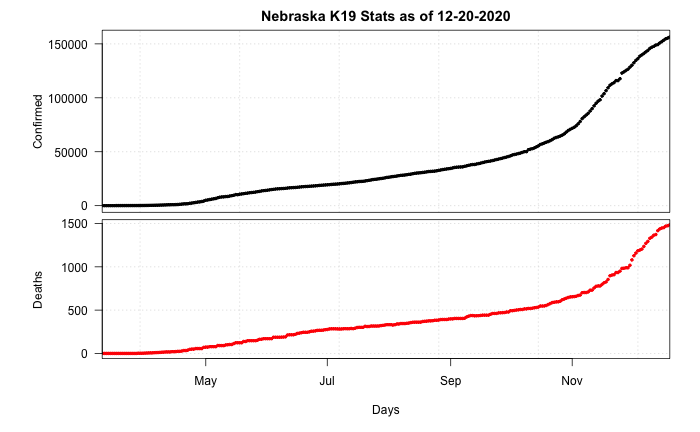 Nebraska K19 Stats as of 12-20-2020
Confirmed
150000
100000
50000
0
Deaths
1500
1000
500
0
May Jul Sep Nov
Days